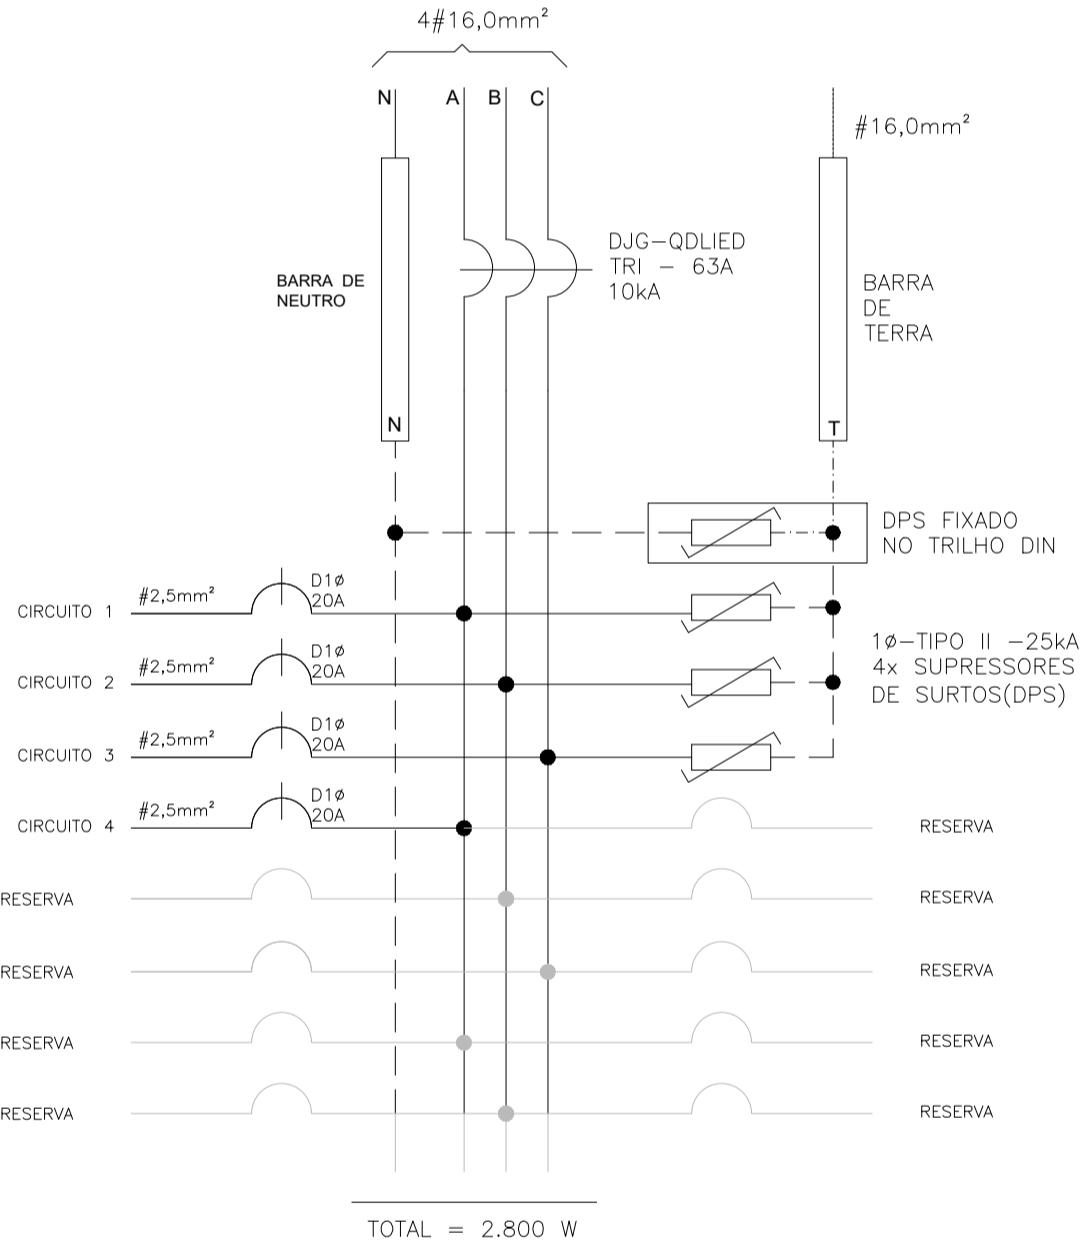 4#16,0mm²
N
A
B
C
#16,0mm²
DJG-QDLIED
TRI - 63A
10kA
BARRA DE
NEUTRO
BARRA
DE
TERRA
N
T
DPS FIXADO
NO TRILHO DIN
CIRCUITO 1
#2,5mm²
D1ø
20A
CIRCUITO 2
#2,5mm²
D1ø
20A
1ø-TIPO II -25kA
4x SUPRESSORES
DE SURTOS(DPS)
CIRCUITO 3
#2,5mm²
D1ø
20A
CIRCUITO 4
#2,5mm²
D1ø
20A
RESERVA
RESERVA
RESERVA
RESERVA
RESERVA
RESERVA
RESERVA
RESERVA
RESERVA
TOTAL = 2.800 W